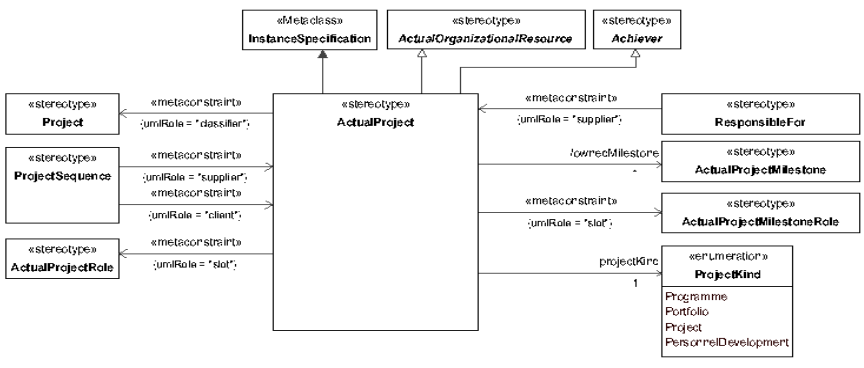 «Metaclass»
InstanceSpecification
«stereotype»
ActualOrganizationalResource
«stereotype»
Achiever
«stereotype»
Project
«metaconstraint»
{umlRole = "classifier"}
«stereotype»
ActualProject
«metaconstraint»
{umlRole = "supplier"}
«stereotype»
ResponsibleFor
«stereotype»
ProjectSequence
«metaconstraint»
{umlRole = "supplier"}
«metaconstraint»
{umlRole = "client"}
/ownedMilestone
*
«stereotype»
ActualProjectMilestone
«metaconstraint»
{umlRole = "slot"}
«stereotype»
ActualProjectMilestoneRole
«stereotype»
ActualProjectRole
«metaconstraint»
{umlRole = "slot"}
projectKind
1
«enumeration»
ProjectKind
Programme
Portfolio
Project
PersonnelDevelopment